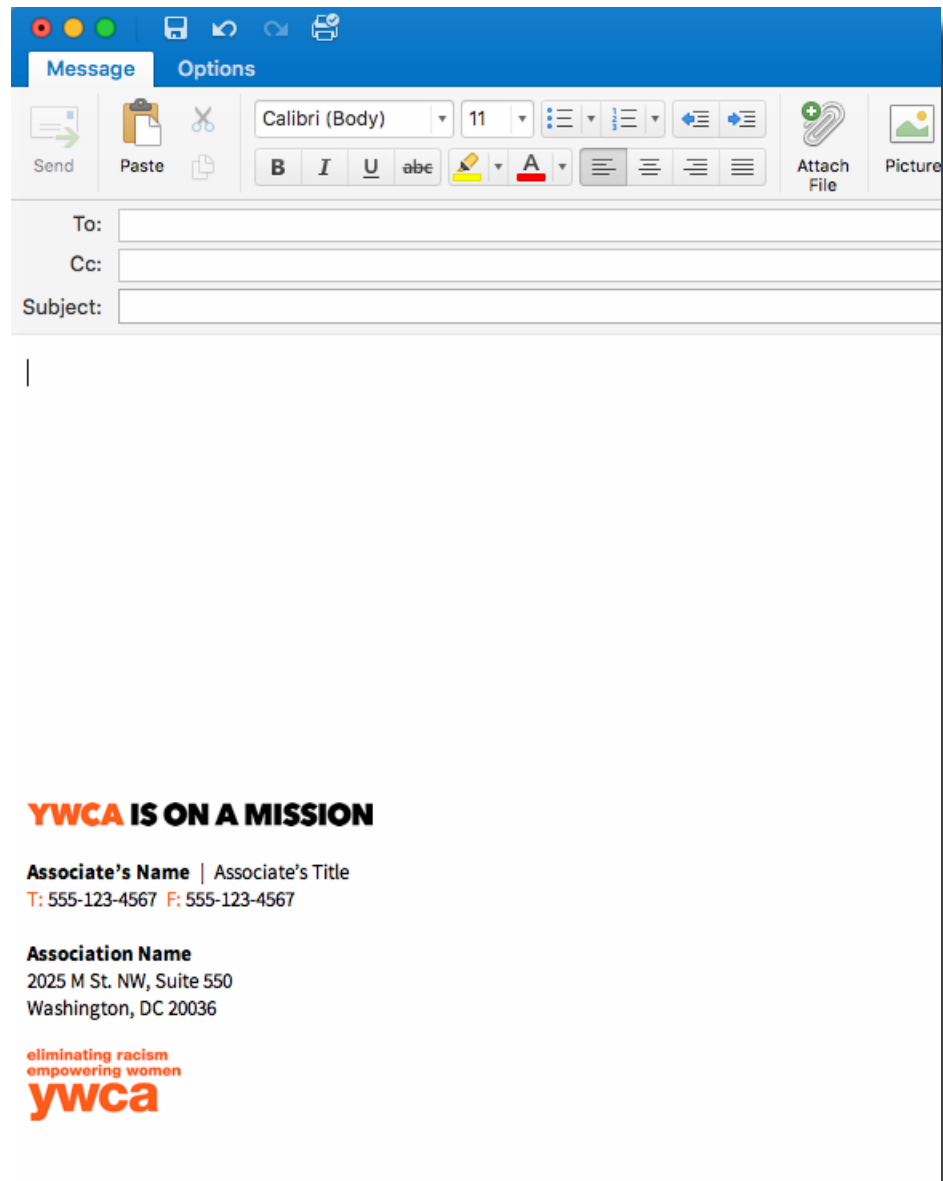 Message Options
Calibri (Body) 11
B I U abc A
Send Paste Attach File Picture
To:
Cc:
Subject:
YWCA IS ON A MISSION
Associate’s Name | Associate’s Title
T: 555-123-4567 F: 555-123-4567
Association Name
2025 M St. NW, Suite 550
Washington, DC 20036
eliminating racism
empowering women
ywca